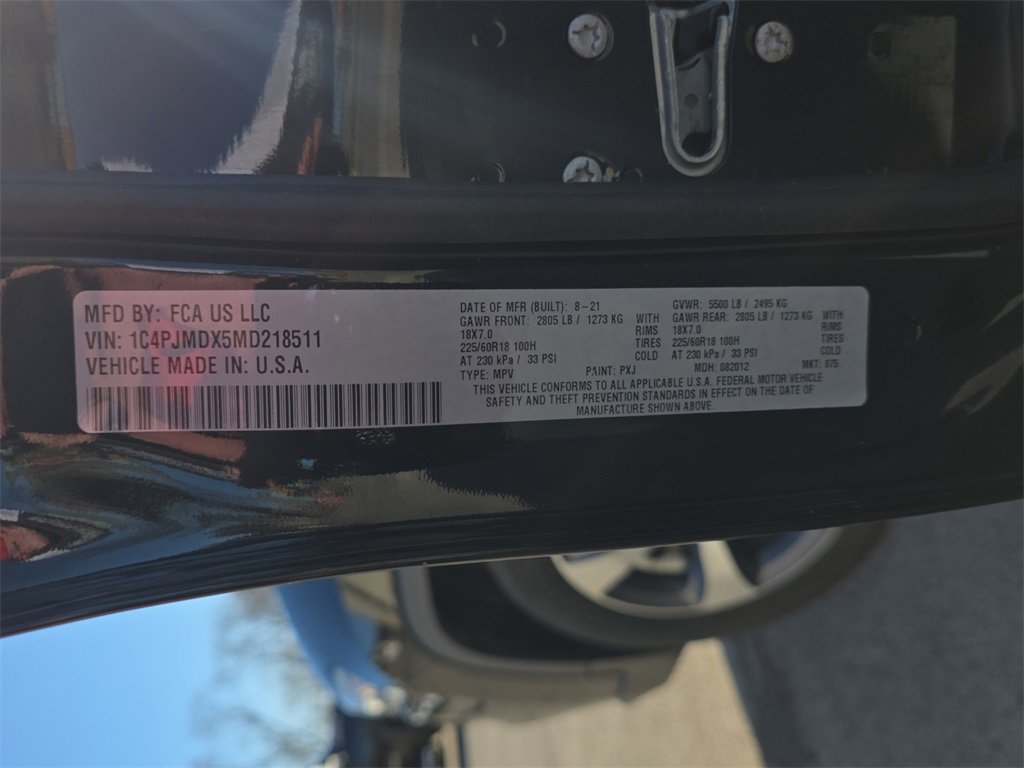 MFD BY: FCA US LLC
VIN: 1C4PJMDX5MD218511
VEHICLE MADE IN: U.S.A.
DATE OF MFR (BUILT): 8-21 GVWR: 5500 LB / 2495 KG
GAWR FRONT: 2805 LB / 1273 KG WITH GAWR REAR: 2805 LB / 1273 KG WITH
18X7.0 RIMS 18X7.0 RIMS
225/60R18 100H TIRES 225/60R18 100H TIRES
AT 230 kPa / 33 PSI COLD AT 230 kPa / 33 PSI COLD
TYPE: MPV PAINT: PXJ MDH: 082012 MKT: 875
THIS VEHICLE CONFORMS TO ALL APPLICABLE U.S.A. FEDERAL MOTOR VEHICLE
SAFETY AND THEFT PREVENTION STANDARDS IN EFFECT ON THE DATE OF
MANUFACTURE SHOWN ABOVE.